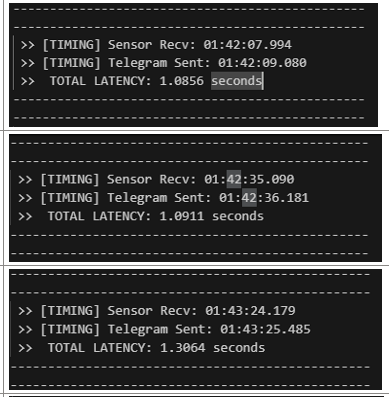 ------------------------------------------------
------------------------------------------------
>> [TIMING] Sensor Recv: 01:42:07.994
>> [TIMING] Telegram Sent: 01:42:09.080
>>  TOTAL LATENCY: 1.0856 seconds
------------------------------------------------
------------------------------------------------
------------------------------------------------
------------------------------------------------
>> [TIMING] Sensor Recv: 01:42:35.090
>> [TIMING] Telegram Sent: 01:42:36.181
>>  TOTAL LATENCY: 1.0911 seconds
------------------------------------------------
------------------------------------------------
------------------------------------------------
------------------------------------------------
>> [TIMING] Sensor Recv: 01:43:24.179
>> [TIMING] Telegram Sent: 01:43:25.485
>>  TOTAL LATENCY: 1.3064 seconds
------------------------------------------------
------------------------------------------------